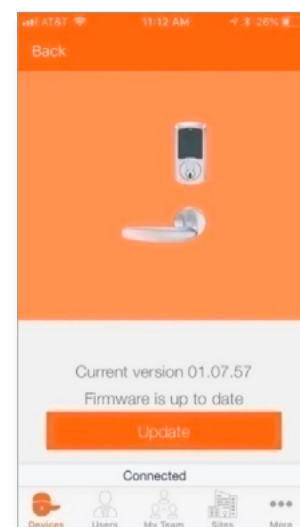 AT&T 11:12 AM 26%
Back
Current version 01.07.57
Firmware is up to date
Update
Connected
Devices Users My Team Sites More